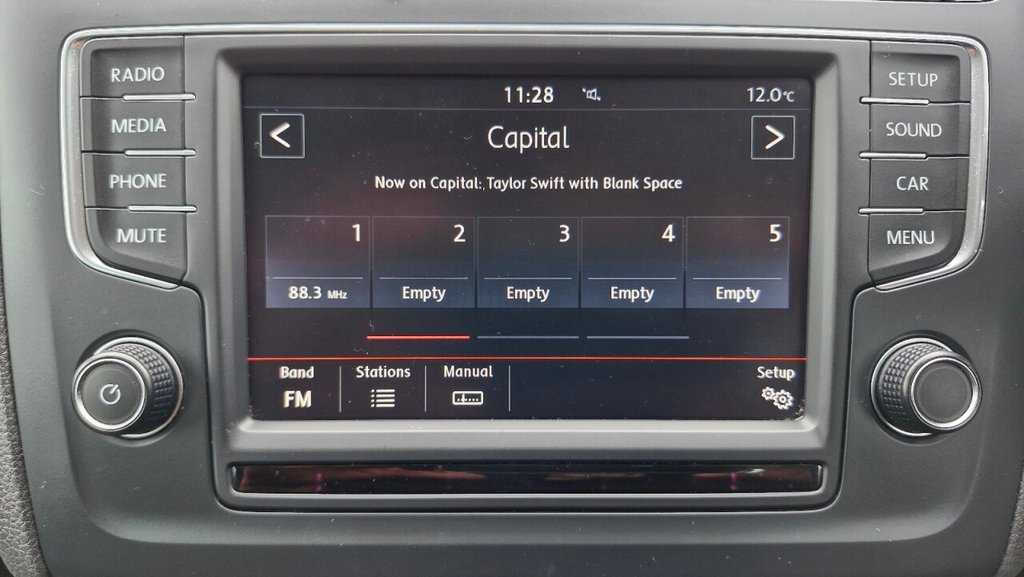 RADIO
MEDIA
PHONE
MUTE
11:28
12.0°C
<
Capital
>
Now on Capital: Taylor Swift with Blank Space
1
2
3
4
5
88.3 MHz
Empty
Empty
Empty
Empty
Band
Stations
Manual
Setup
FM
SETUP
SOUND
CAR
MENU